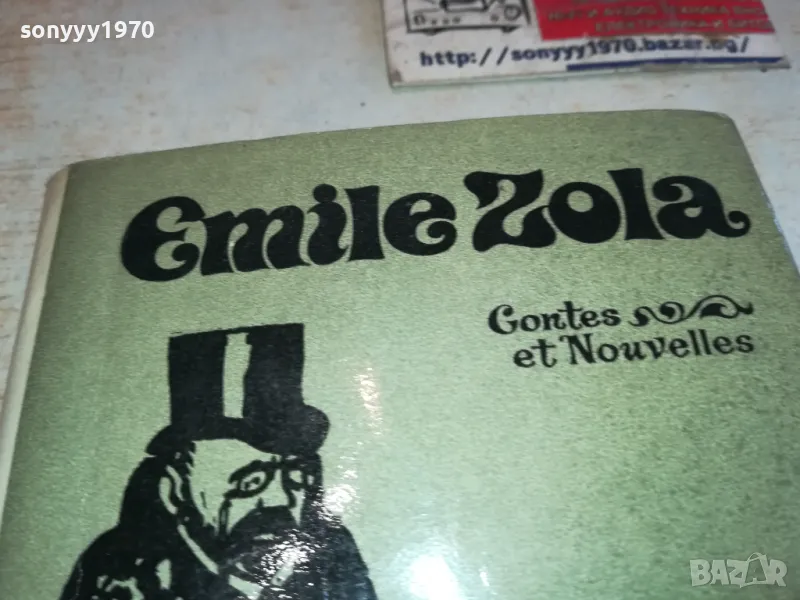 sonyyy1970
http://sonyyy1970.bazar.bg/
Emile Zola
Contes
et Nouvelles
BAZAR